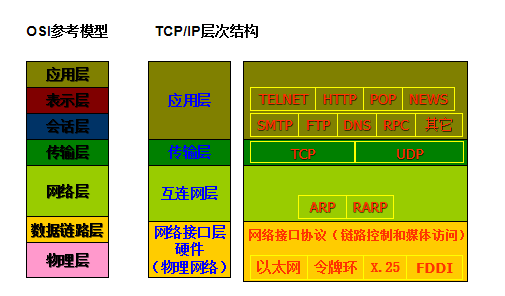 OSI参考模型 TCP/IP层次结构
应用层
表示层
会话层
传输层
网络层
数据链路层
物理层
应用层
传输层
互连网层
网络接口层
硬件
（物理网络）
TELNET HTTP POP NEWS
SMTP FTP DNS RPC 其它
TCP UDP
ARP RARP
网络接口协议（链路控制和媒体访问）
以太网 令牌环 X.25 FDDI